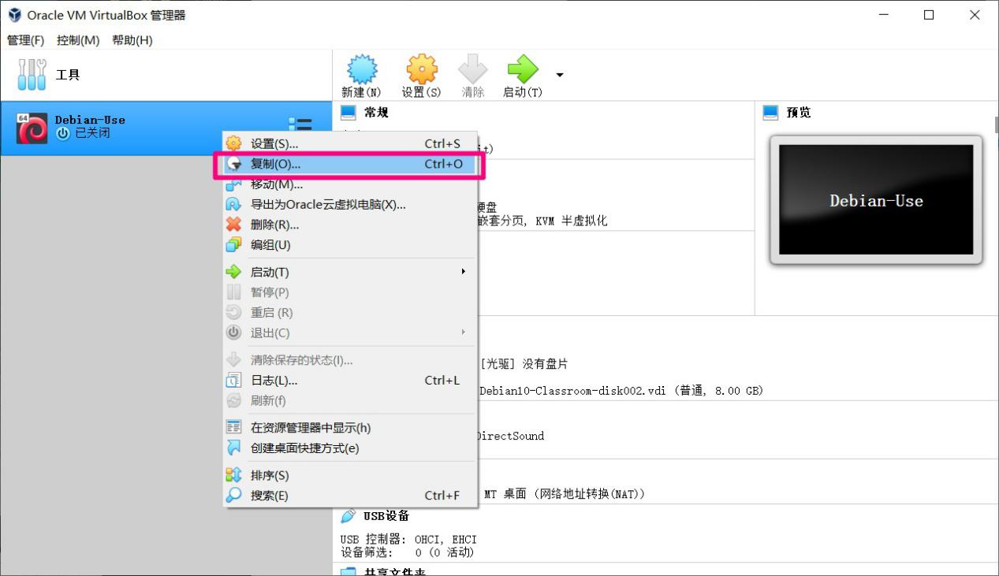 Oracle VM VirtualBox 管理器
管理(F) 控制(M) 帮助(H)
工具
新建(N) 设置(S) 清除 启动(T)
64
Debian-Use
已关闭
常规
预览
Debian-Use
设置(S)... Ctrl+S
复制(O)... Ctrl+O
移动(M)...
导出为Oracle云虚拟电脑(X)...
删除(R)...
编组(U)
启动(T)
暂停(P)
重启 (R)
退出(C)
清除保存的状态(I)...
日志(L)... Ctrl+L
刷新(f)
在资源管理器中显示(h)
创建桌面快捷方式(e)
排序(S)
搜索(E) Ctrl+F
it)
硬盘
嵌套分页, KVM 半虚拟化
[光驱] 没有盘片
Debian10-Classroom-disk002.vdi (普通, 8.00 GB)
DirectSound
MT 桌面 (网络地址转换(NAT))
USB设备
USB 控制器: OHCI, EHCI
设备筛选: 0 (0 活动)
共享文件夹